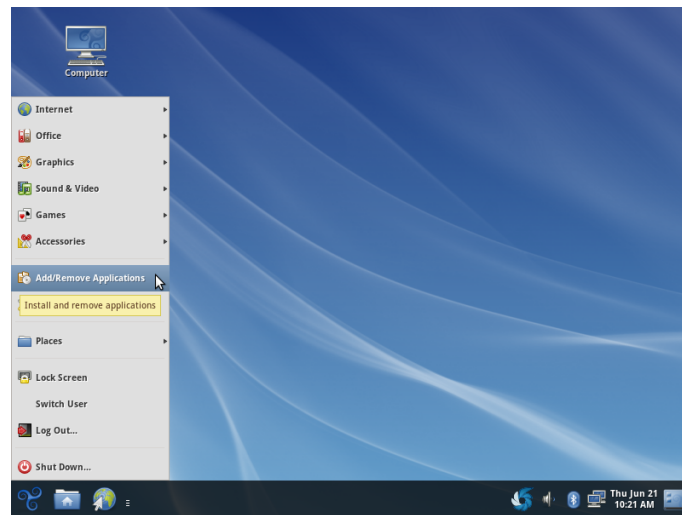 Computer
Internet
Office
Graphics
Sound & Video
Games
Accessories
Add/Remove Applications
Install and remove applications
Places
Lock Screen
Switch User
Log Out...
Shut Down...
Thu Jun 21
10:21 AM